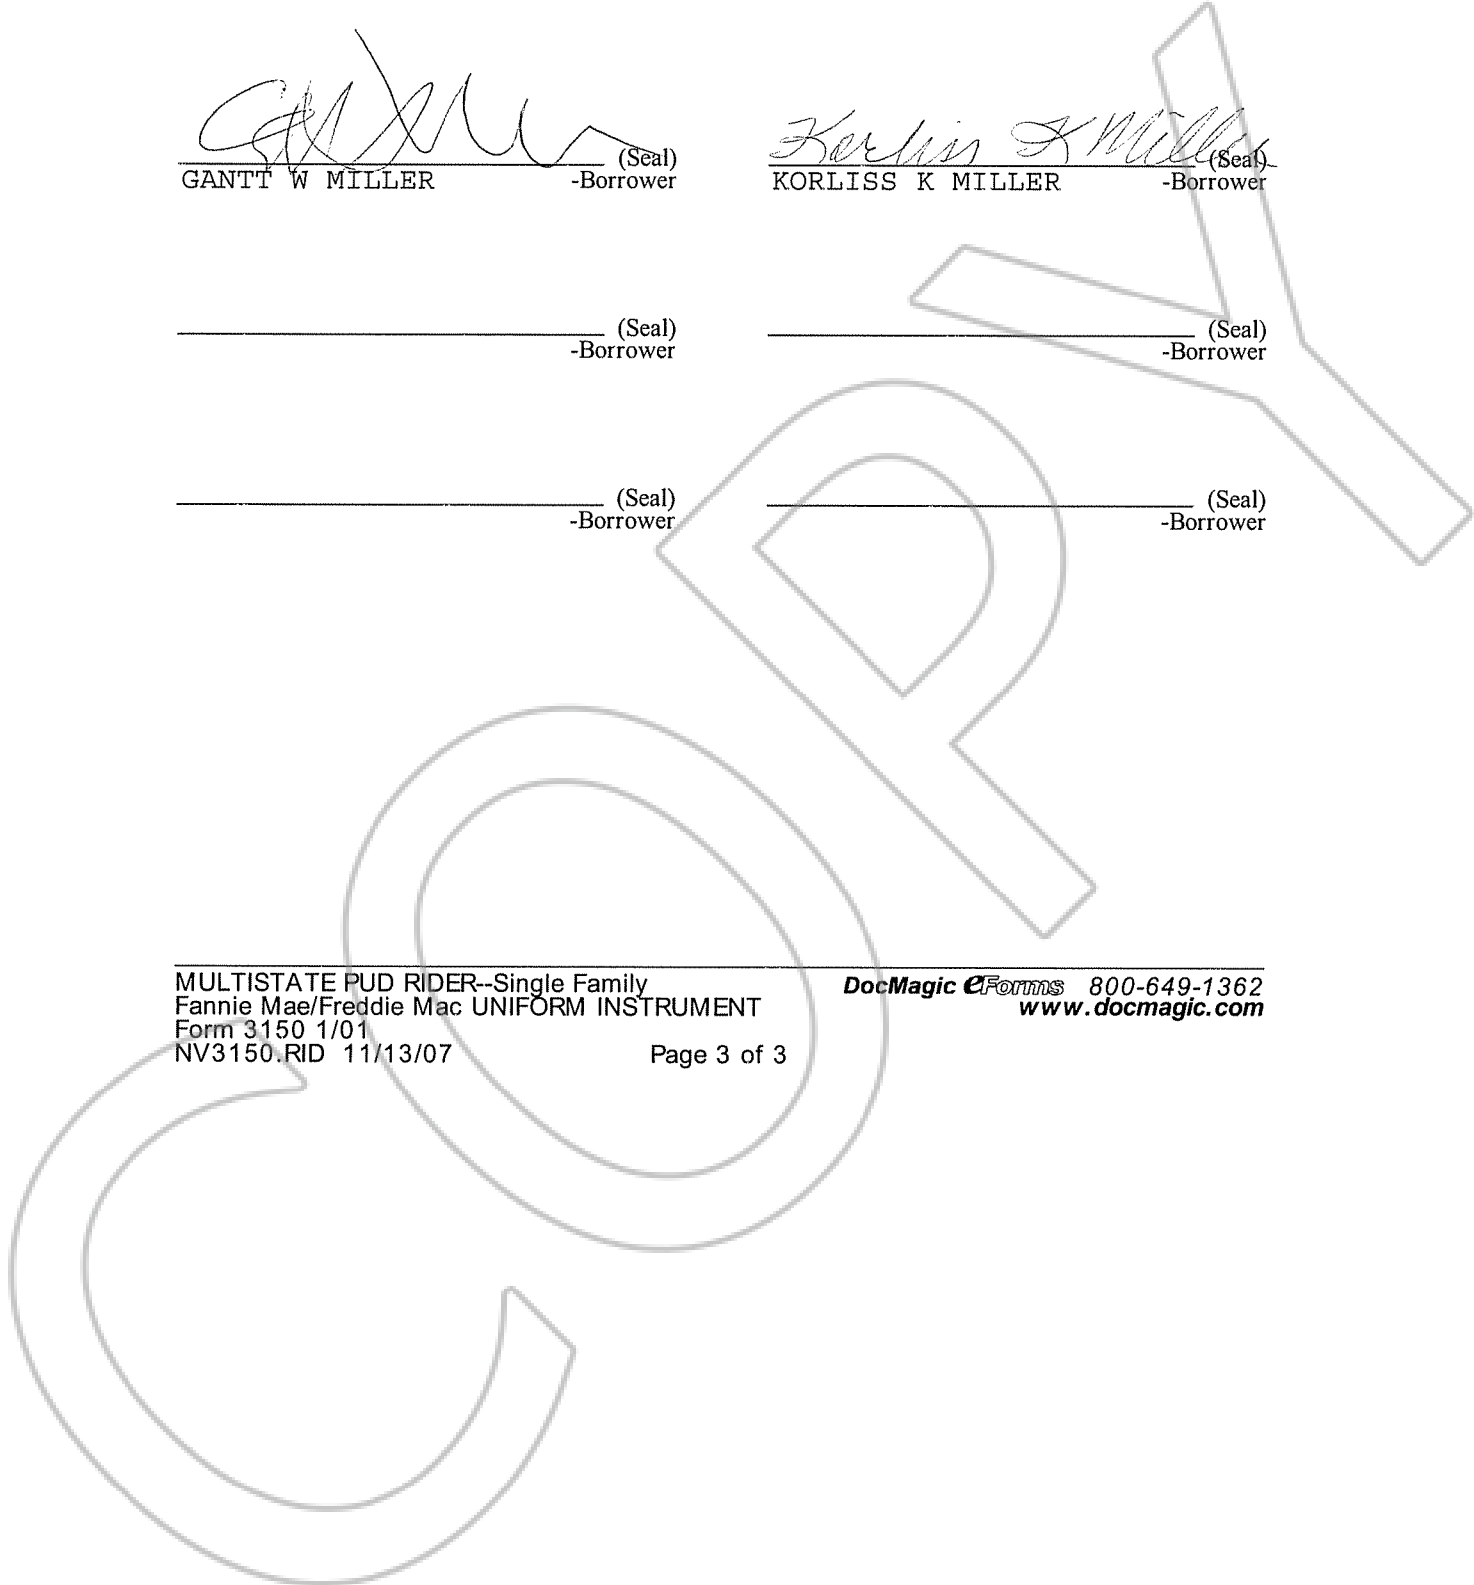 Korliss K Miller
(Seal) (Seal)
GANTT W MILLER -Borrower KORLISS K MILLER -Borrower
(Seal) (Seal)
-Borrower -Borrower
(Seal) (Seal)
-Borrower -Borrower
MULTISTATE PUD RIDER--Single Family DocMagic eForms 800-649-1362
Fannie Mae/Freddie Mac UNIFORM INSTRUMENT www.docmagic.com
Form 3150 1/01
NV3150.RID 11/13/07 Page 3 of 3
COPY